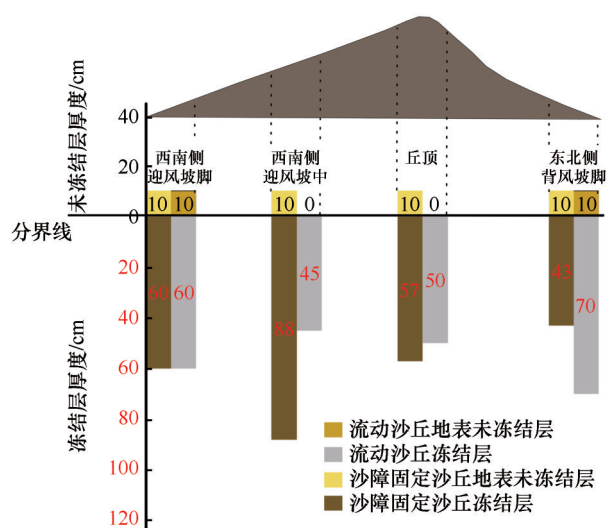 未冻结层厚度/cm
40
20
0
西南侧
迎风坡脚
西南侧
迎风坡中
丘顶
东北侧
背风坡脚
10 10
10 0
10 0
10 10
分界线
冻结层厚度/cm
20
40
60
80
100
120
60 60
88 45
57 50
43 70
流动沙丘地表未冻结层
流动沙丘冻结层
沙障固定沙丘地表未冻结层
沙障固定沙丘冻结层